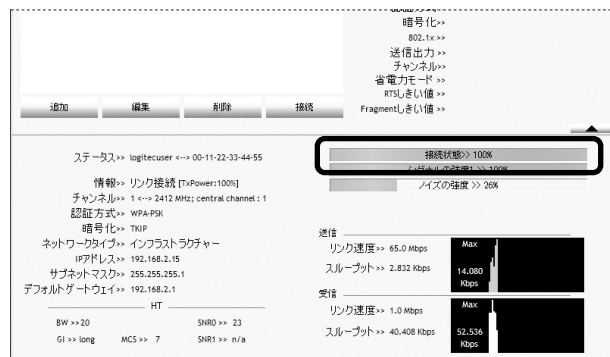 暗号化>>
802.1x >>
送信出力>>
チャンネル>>
省電力モード>>
RTSしきい値 >>
Fragmentしきい値 >>
追加
編集
削除
接続
ステータス>> logitecuser <--> 00-11-22-33-44-55
情報>> リンク接続 [TxPower:100%]
チャンネル>> 1 <--> 2412 MHz; central channel : 1
認証方式>> WPA-PSK
暗号化>> TKIP
ネットワークタイプ>> インフラストラクチャー
IPアドレス>> 192.168.2.15
サブネットマスク>> 255.255.255.1
デフォルトゲートウェイ>> 192.168.2.1
HT
BW >> 20
SNR0 >> 23
GI >> long
MCS >> 7
SNR1 >> n/a
接続状態>> 100%
シグナルの強度1 >> 100%
ノイズの強度 >> 26%
送信
リンク速度>> 65.0 Mbps
スループット>> 2.832 Kbps
Max
14.080
Kbps
受信
リンク速度>> 1.0 Mbps
スループット>> 40.408 Kbps
Max
52.536
Kbps